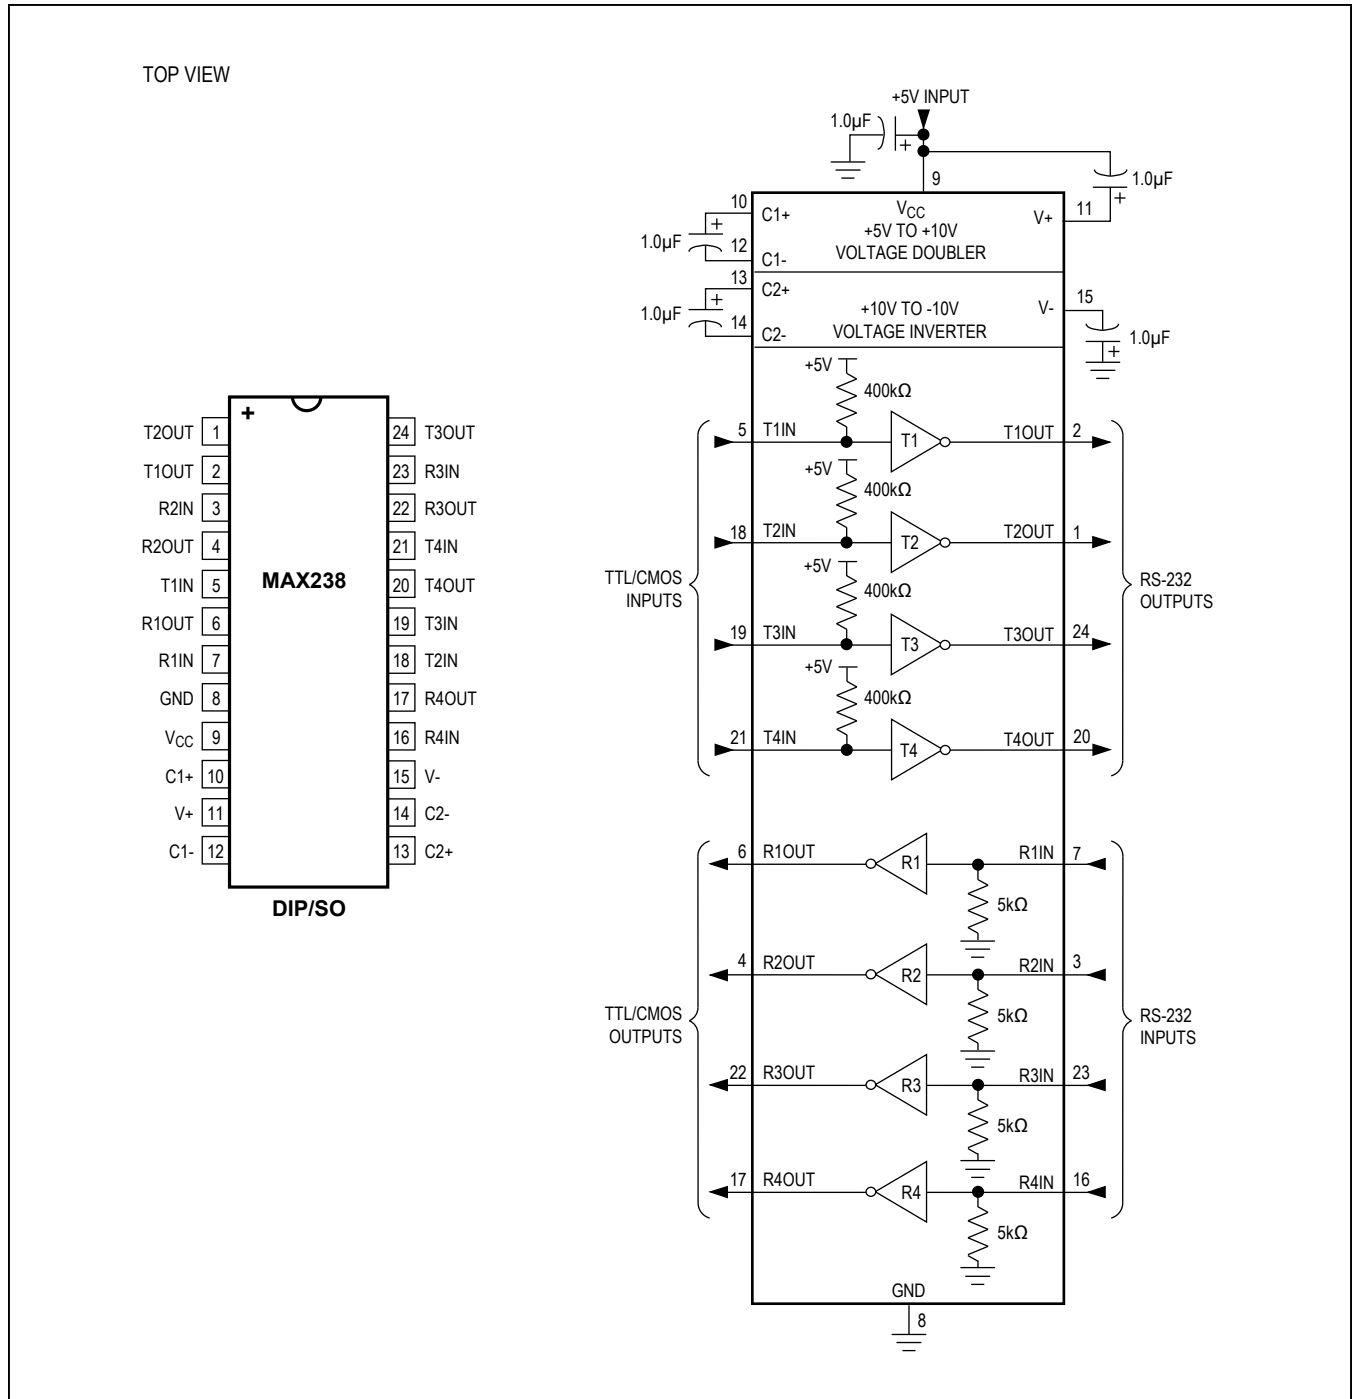 TOP VIEW
+5V INPUT
1.0µF
+
9
1.0µF
+
10
C1+
VCC
+5V TO +10V
VOLTAGE DOUBLER
V+
11
+
1.0µF
12
C1-
13
C2+
+10V TO -10V
VOLTAGE INVERTER
V-
15
+
1.0µF
14
C2-
1.0µF
+
+5V
400kΩ
5 T1IN T1 T1OUT 2
+5V
400kΩ
18 T2IN T2 T2OUT 1
+5V
400kΩ
TTL/CMOS
INPUTS
RS-232
OUTPUTS
19 T3IN T3 T3OUT 24
+5V
400kΩ
21 T4IN T4 T4OUT 20
6 R1OUT R1 R1IN 7
5kΩ
4 R2OUT R2 R2IN 3
5kΩ
TTL/CMOS
OUTPUTS
RS-232
INPUTS
22 R3OUT R3 R3IN 23
5kΩ
17 R4OUT R4 R4IN 16
5kΩ
GND
8
+
T2OUT 1 24 T3OUT
T1OUT 2 23 R3IN
R2IN 3 22 R3OUT
R2OUT 4 21 T4IN
T1IN 5 MAX238 20 T4OUT
R1OUT 6 19 T3IN
R1IN 7 18 T2IN
GND 8 17 R4OUT
VCC 9 16 R4IN
C1+ 10 15 V-
V+ 11 14 C2-
C1- 12 13 C2+
DIP/SO